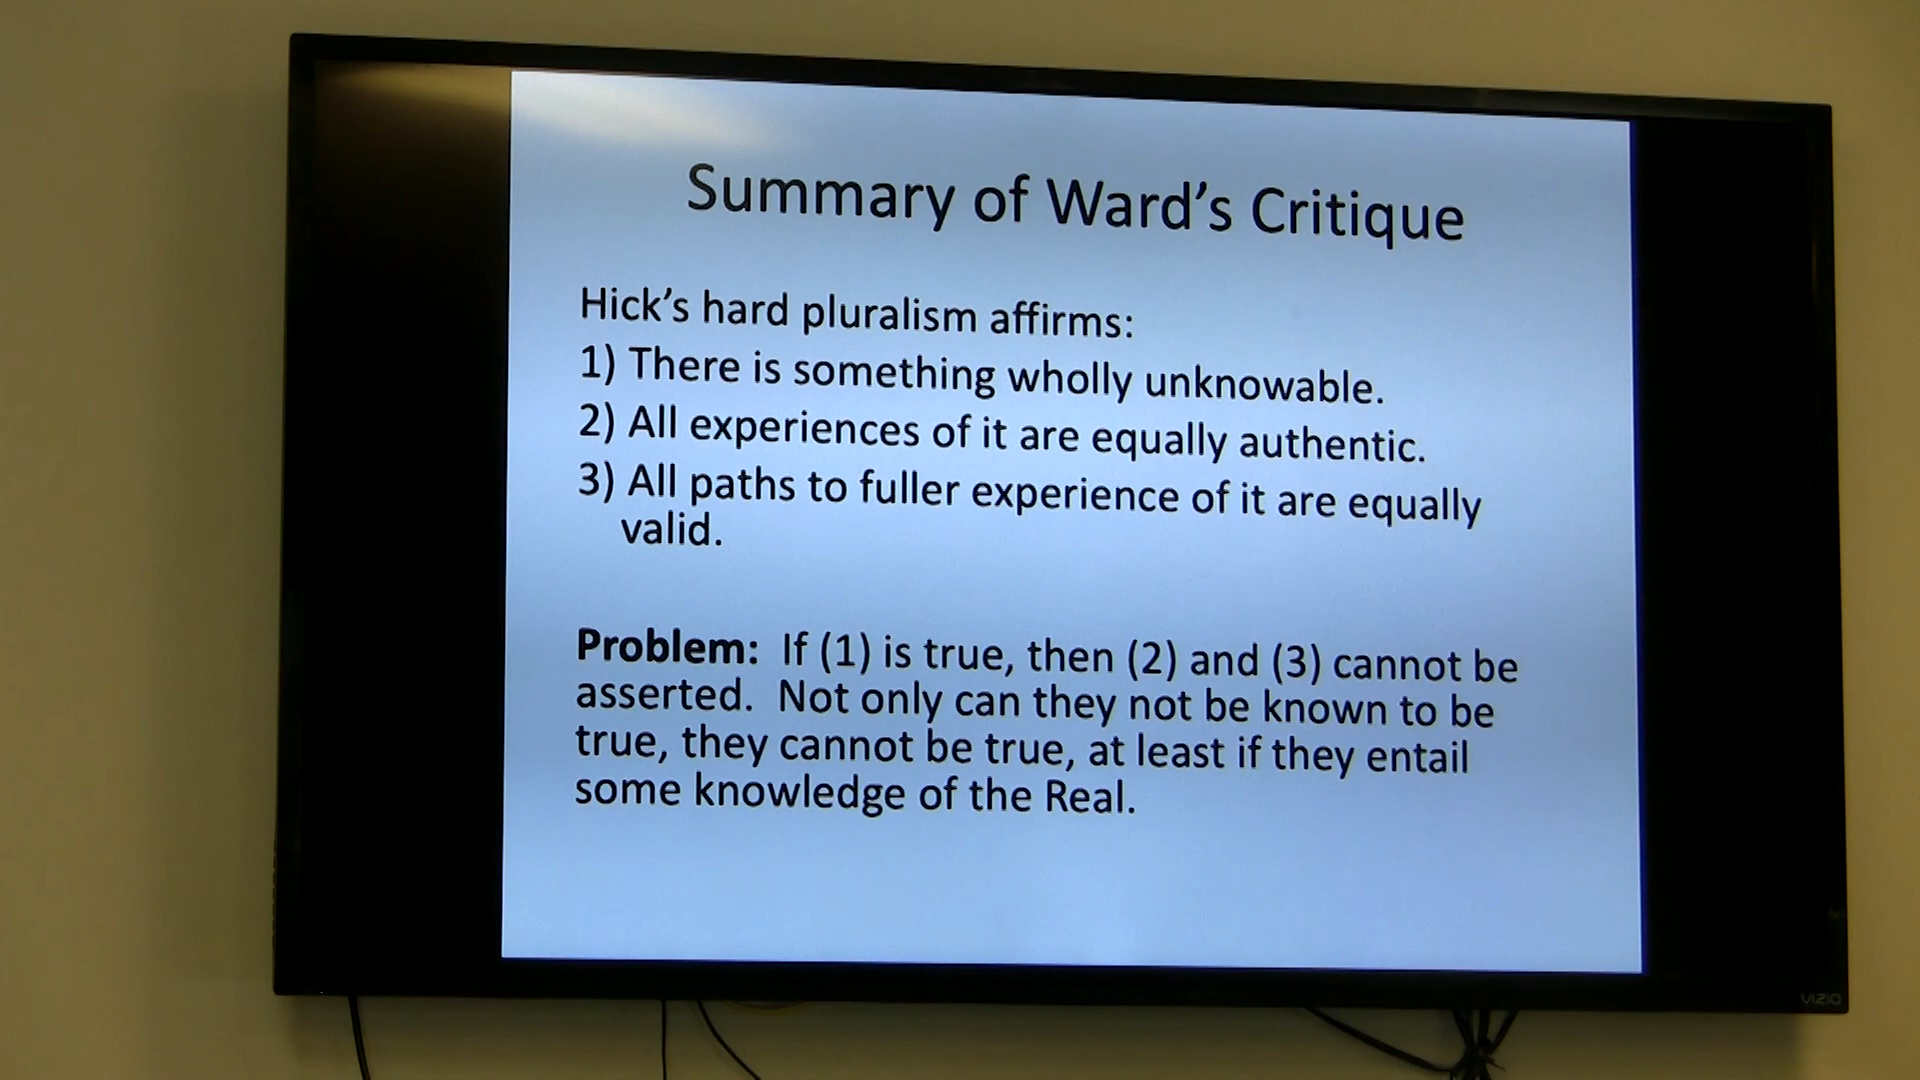 Summary of Ward’s Critique
Hick’s hard pluralism affirms:
1) There is something wholly unknowable.
2) All experiences of it are equally authentic.
3) All paths to fuller experience of it are equally
valid.
Problem: If (1) is true, then (2) and (3) cannot be
asserted. Not only can they not be known to be
true, they cannot be true, at least if they entail
some knowledge of the Real.
VIZIO